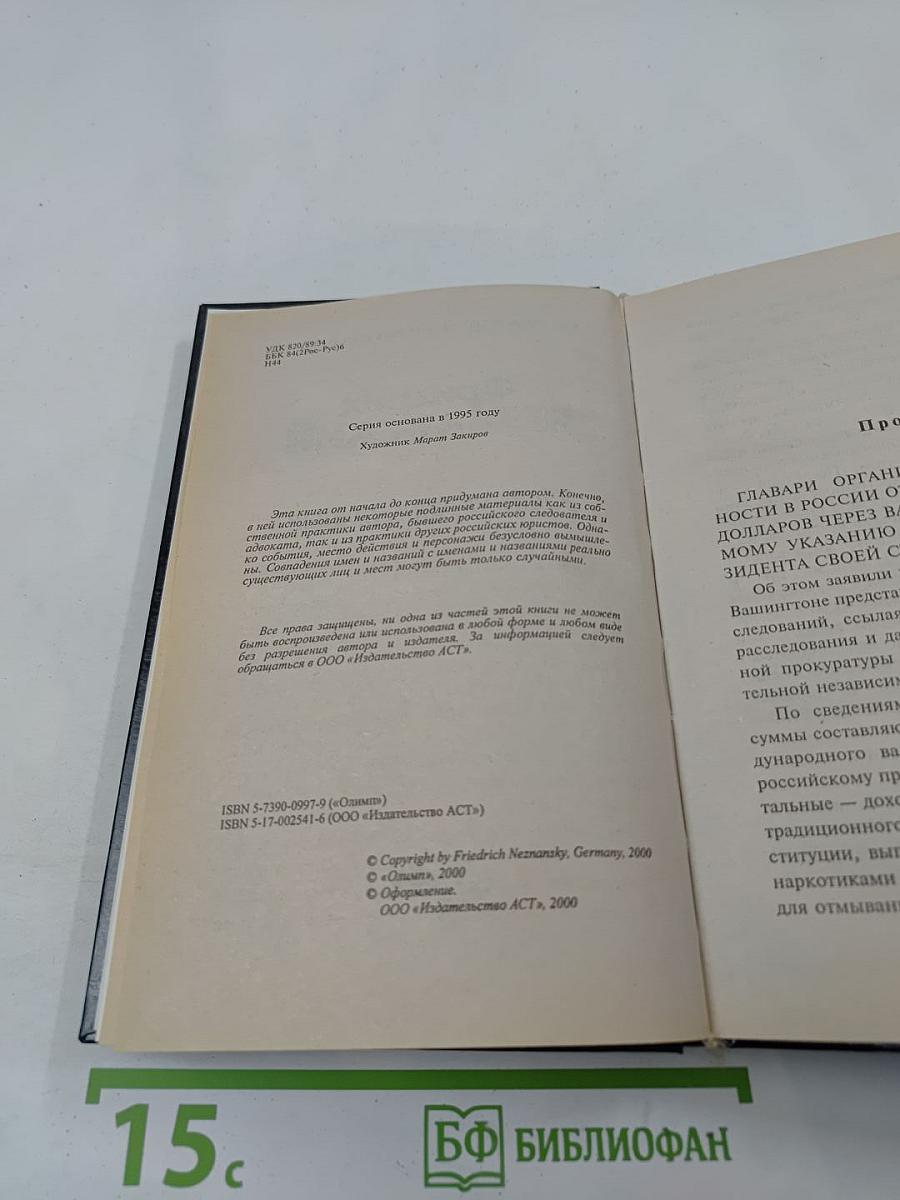 УДК 820/89.34
ББК 84(2Рос-Рус)6
Н44
Серия основана в 1995 году
Художник Марат Закиров
Эта книга от начала до конца придумана автором. Конечно,
в ней использованы некоторые подлинные материалы как из соб-
ственной практики автора, бывшего российского следователя и
адвоката, так и из практики других российских юристов. Одна-
ко события, место действия и персонажи безусловно вымышле-
ны. Совпадения имен и названий с именами и названиями реально
существующих лиц и мест могут быть только случайными.
Все права защищены, ни одна из частей этой книги не может
быть воспроизведена или использована в любой форме и любом виде
без разрешения автора и издателя. За информацией следует
обращаться в ООО «Издательство АСТ».
ISBN 5-7390-0997-9 («Олимп»)
ISBN 5-17-002541-6 (ООО «Издательство АСТ»)
© Copyright by Friedrich Neznansky, Germany, 2000
© «Олимп», 2000
© Оформление.
ООО «Издательство АСТ», 2000
Про
ГЛАВАРИ ОРГАНИ
НОСТИ В РОССИИ ОТ
ДОЛЛАРОВ ЧЕРЕЗ ВА
МОМУ УКАЗАНИЮ
ЗИДЕНТА СВОЕЙ С
Об этом заявили
Вашингтоне предста
следований, ссылая
расследования и да
ной прокуратуры
тельной независим
По сведениям
суммы составляю
дународного ва
российскому пр
тальные — дохо
традиционного
ституции, вып
наркотиками
для отмыван
15 с
БФ БИБЛИОФАН